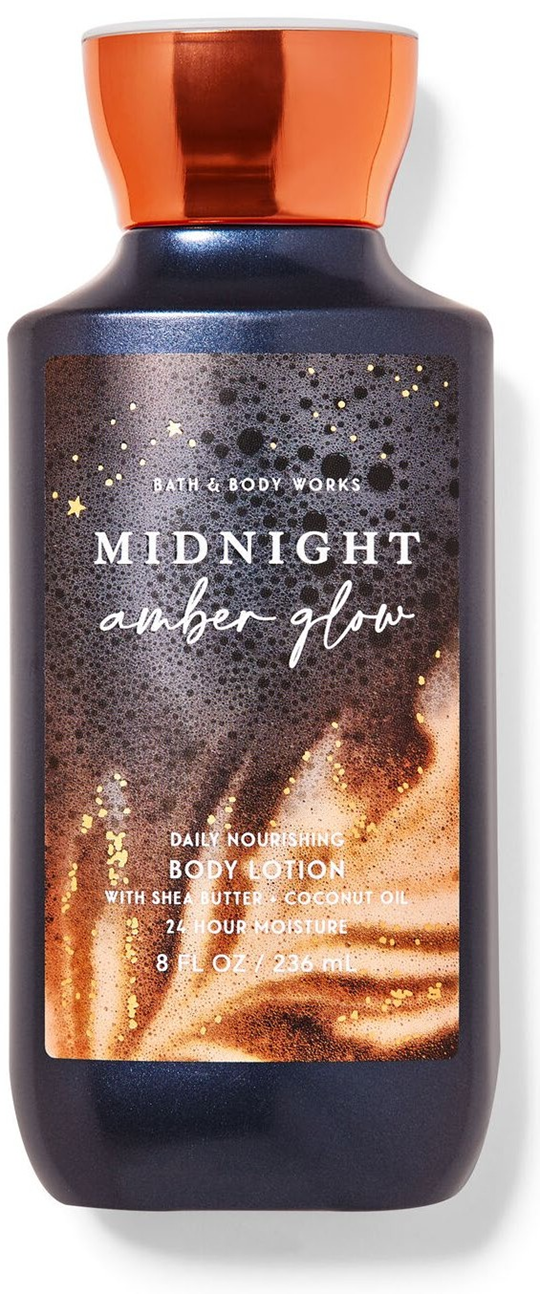 BATH & BODY WORKS
MIDNIGHT
amber glow
DAILY NOURISHING
BODY LOTION
WITH SHEA BUTTER + COCONUT OIL
24 HOUR MOISTURE
8 FL OZ / 236 mL